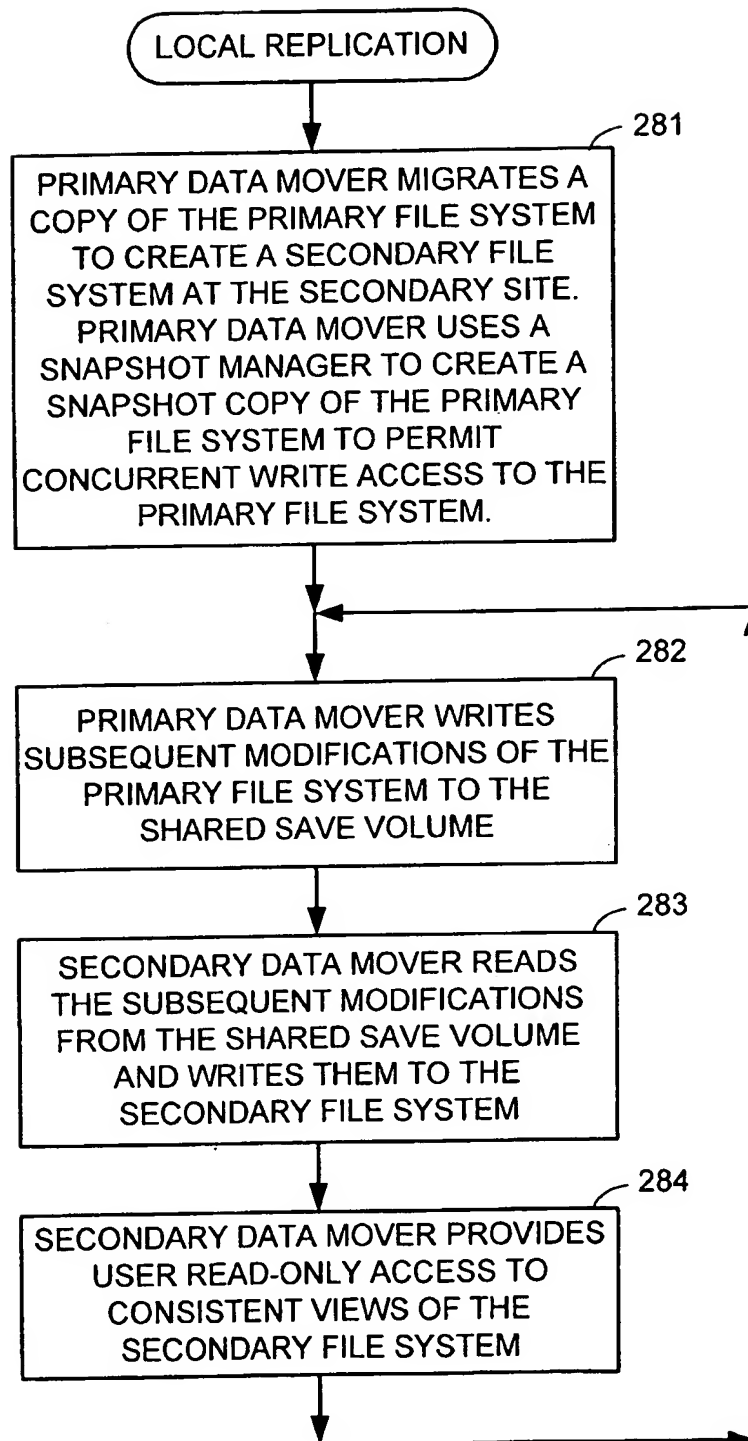 LOCAL REPLICATION
281
PRIMARY DATA MOVER MIGRATES A
COPY OF THE PRIMARY FILE SYSTEM
TO CREATE A SECONDARY FILE
SYSTEM AT THE SECONDARY SITE.
PRIMARY DATA MOVER USES A
SNAPSHOT MANAGER TO CREATE A
SNAPSHOT COPY OF THE PRIMARY
FILE SYSTEM TO PERMIT
CONCURRENT WRITE ACCESS TO THE
PRIMARY FILE SYSTEM.
282
PRIMARY DATA MOVER WRITES
SUBSEQUENT MODIFICATIONS OF THE
PRIMARY FILE SYSTEM TO THE
SHARED SAVE VOLUME
283
SECONDARY DATA MOVER READS
THE SUBSEQUENT MODIFICATIONS
FROM THE SHARED SAVE VOLUME
AND WRITES THEM TO THE
SECONDARY FILE SYSTEM
284
SECONDARY DATA MOVER PROVIDES
USER READ-ONLY ACCESS TO
CONSISTENT VIEWS OF THE
SECONDARY FILE SYSTEM